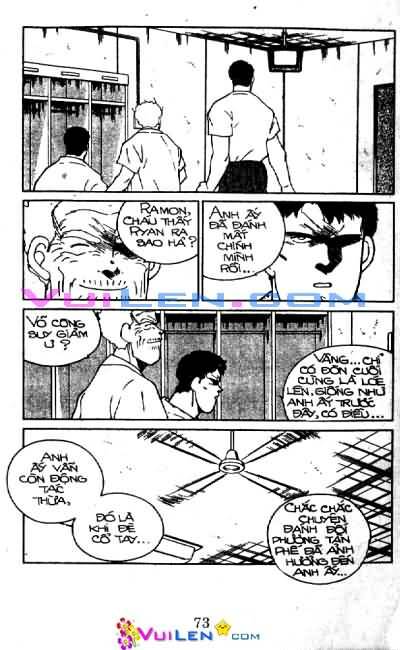 RAMON,
CHÁU THẤY
RYAN RA
SAO HẢ?
ANH ẤY
ĐÃ ĐÁNH
MẤT
CHÍNH
MÌNH
RỒI...
VUILEN.COM
VÕ CÔNG
SUY GIẢM
Ư?
VÂNG... CHỈ
CÓ ĐÒN CUỐI
CÙNG LÀ LÓE
LÊN, GIỐNG NHƯ
ANH ẤY TRƯỚC
ĐÂY, CÓ ĐIỀU...
ANH
ẤY VẪN
CÒN ĐỘNG
TÁC
THỪA,
ĐÓ LÀ
KHI ĐỂ
CỔ TAY...
CHẮC CHẮC
CHUYỆN
ĐÁNH ĐỐI
PHƯƠNG TÀN
PHẾ ĐÃ ẢNH
HƯỞNG ĐẾN
ANH ẤY...
73
VUILEN.COM